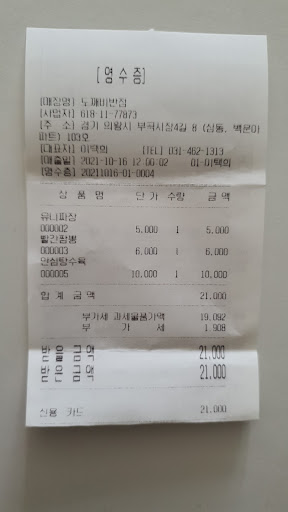 [영수증]
[매장명] 도깨비반점
[사업자] 618-11-77873
[주 소] 경기 의왕시 부곡시장4길 8 (삼동, 백운아
파트) 103호
[대표자] 이택희 [TEL] 031-462-1313
[매출일] 2021-10-16 12:00:02 01-이택희
[영수증] 20211016-01-0004
상 품 명 단 가 수량 금 액
유니짜장
000002 5,000 1 5,000
빨간짬뽕
000003 6,000 1 6,000
안심탕수육
000005 10,000 1 10,000
합 계 금 액 21,000
부가세 과세물품가액 19,092
부 가 세 1,908
받 을 금 액 21,000
받 은 금 액 21,000
신용 카드 21,000